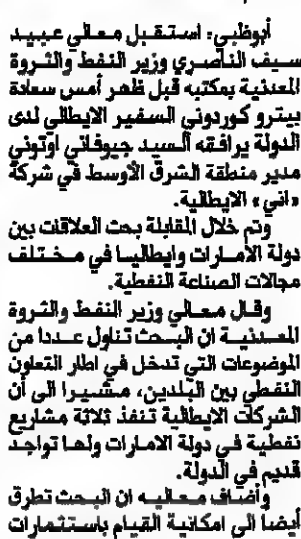 أبوظبي: استقبل معالي عبيد
سيف الناصري وزير النفط والثروة
المعدنية بمكتبه قبل ظهر أمس سعادة
بيترو كوردوني السفير الايطالي لدى
الدولة يرافقه السيد جيوفاني اوتوني
مدير منطقة الشرق الأوسط في شركة
«اني» الايطالية.
وتم خلال المقابلة بحث العلاقات بين
دولة الامارات وايطاليا في مختلف
مجالات الصناعة النفطية.
وقال معالي وزير النفط والثروة
المعدنية ان البحث تناول عددا من
الموضوعات التي تدخل في اطار التعاون
النفطي بين البلدين، مشيرا الى أن
الشركات الايطالية تنفذ ثلاثة مشاريع
نفطية في دولة الامارات ولها تواجد
قديم في الدولة.
وأضاف معاليه ان البحث تطرق
ايضا الى امكانية القيام باستثمارات